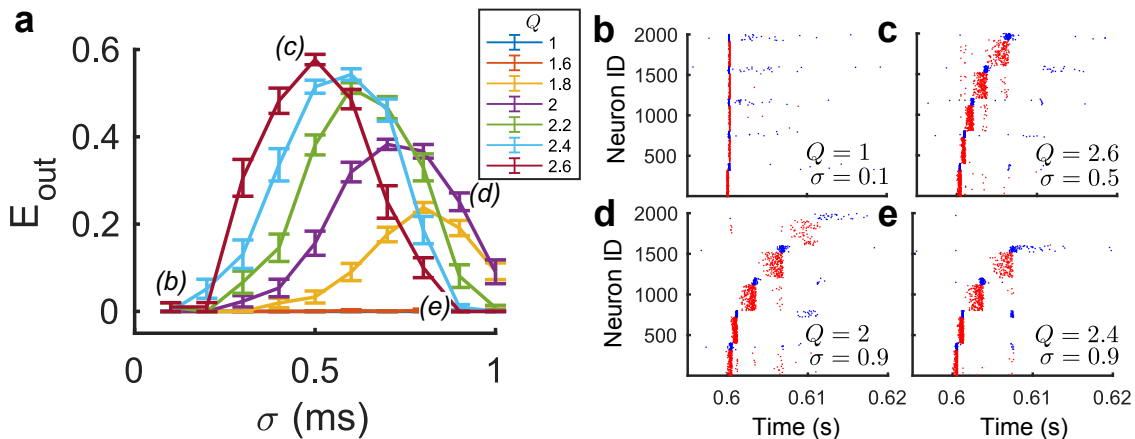 a
Q
1
1.6
1.8
2
2.2
2.4
2.6
(b)
(c)
(d)
(e)
0.6
0.4
0.2
0
E_out
0
0.5
1
σ (ms)
b
2000
1500
1000
500
Neuron ID
Q = 1
σ = 0.1
c
Q = 2.6
σ = 0.5
d
2000
1500
1000
500
Neuron ID
Q = 2
σ = 0.9
0.6
0.61
0.62
Time (s)
e
Q = 2.4
σ = 0.9
0.6
0.61
0.62
Time (s)